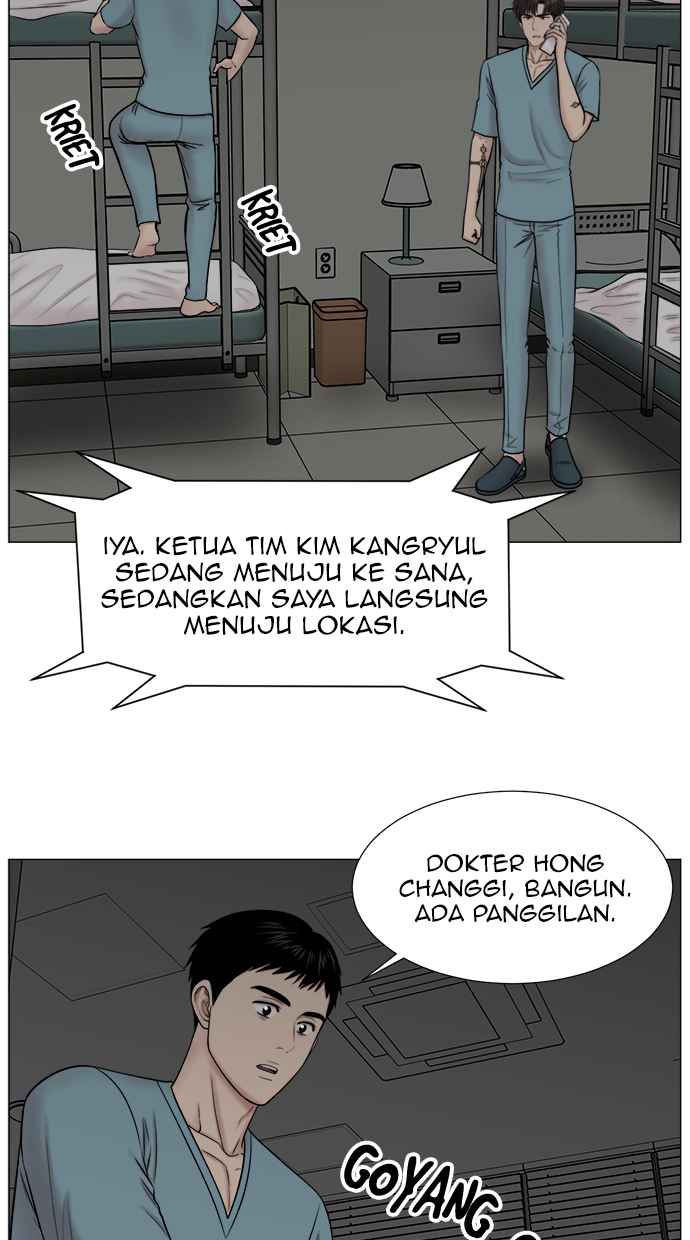 KRIET
KRIET
IYA. KETUA TIM KIM KANGRYUL
SEDANG MENUJU KE SANA,
SEDANGKAN SAYA LANGSUNG
MENUJU LOKASI.
DOKTER HONG
CHANGGI, BANGUN.
ADA PANGGILAN.
GOYANG